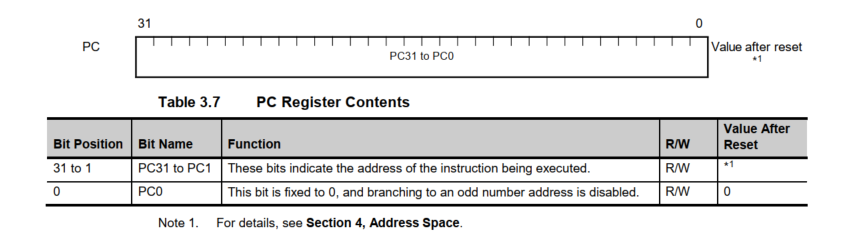 31 0
PC PC31 to PC0 Value after reset
*1
Table 3.7 PC Register Contents
Bit Position Bit Name Function R/W Value After Reset
31 to 1 PC31 to PC1 These bits indicate the address of the instruction being executed. R/W *1
0 PC0 This bit is fixed to 0, and branching to an odd number address is disabled. R/W 0
Note 1. For details, see Section 4, Address Space.